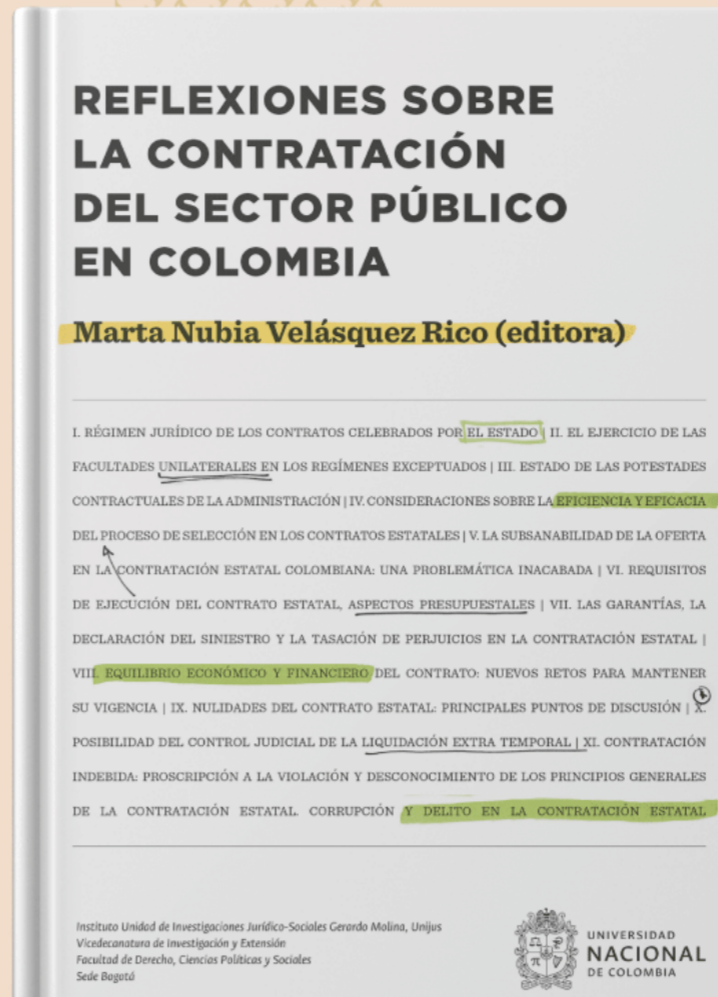 REFLEXIONES SOBRE
LA CONTRATACIÓN
DEL SECTOR PÚBLICO
EN COLOMBIA
Marta Nubia Velásquez Rico (editora)
I. RÉGIMEN JURÍDICO DE LOS CONTRATOS CELEBRADOS POR EL ESTADO | II. EL EJERCICIO DE LAS
FACULTADES UNILATERALES EN LOS REGÍMENES EXCEPTUADOS | III. ESTADO DE LAS POTESTADES
CONTRACTUALES DE LA ADMINISTRACIÓN | IV. CONSIDERACIONES SOBRE LA EFICIENCIA Y EFICACIA
DEL PROCESO DE SELECCIÓN EN LOS CONTRATOS ESTATALES | V. LA SUBSANABILIDAD DE LA OFERTA
EN LA CONTRATACIÓN ESTATAL COLOMBIANA: UNA PROBLEMÁTICA INACABADA | VI. REQUISITOS
DE EJECUCIÓN DEL CONTRATO ESTATAL, ASPECTOS PRESUPUESTALES | VII. LAS GARANTÍAS, LA
DECLARACIÓN DEL SINIESTRO Y LA TASACIÓN DE PERJUICIOS EN LA CONTRATACIÓN ESTATAL |
VIII. EQUILIBRIO ECONÓMICO Y FINANCIERO DEL CONTRATO: NUEVOS RETOS PARA MANTENER
SU VIGENCIA | IX. NULIDADES DEL CONTRATO ESTATAL: PRINCIPALES PUNTOS DE DISCUSIÓN | X.
POSIBILIDAD DEL CONTROL JUDICIAL DE LA LIQUIDACIÓN EXTRA TEMPORAL | XI. CONTRATACIÓN
INDEBIDA: PROSCRIPCIÓN A LA VIOLACIÓN Y DESCONOCIMIENTO DE LOS PRINCIPIOS GENERALES
DE LA CONTRATACIÓN ESTATAL. CORRUPCIÓN Y DELITO EN LA CONTRATACIÓN ESTATAL
Instituto Unidad de Investigaciones Jurídico-Sociales Gerardo Molina, Unijus
Vicedecanatura de Investigación y Extensión
Facultad de Derecho, Ciencias Políticas y Sociales
Sede Bogotá
UNIVERSIDAD
NACIONAL
DE COLOMBIA